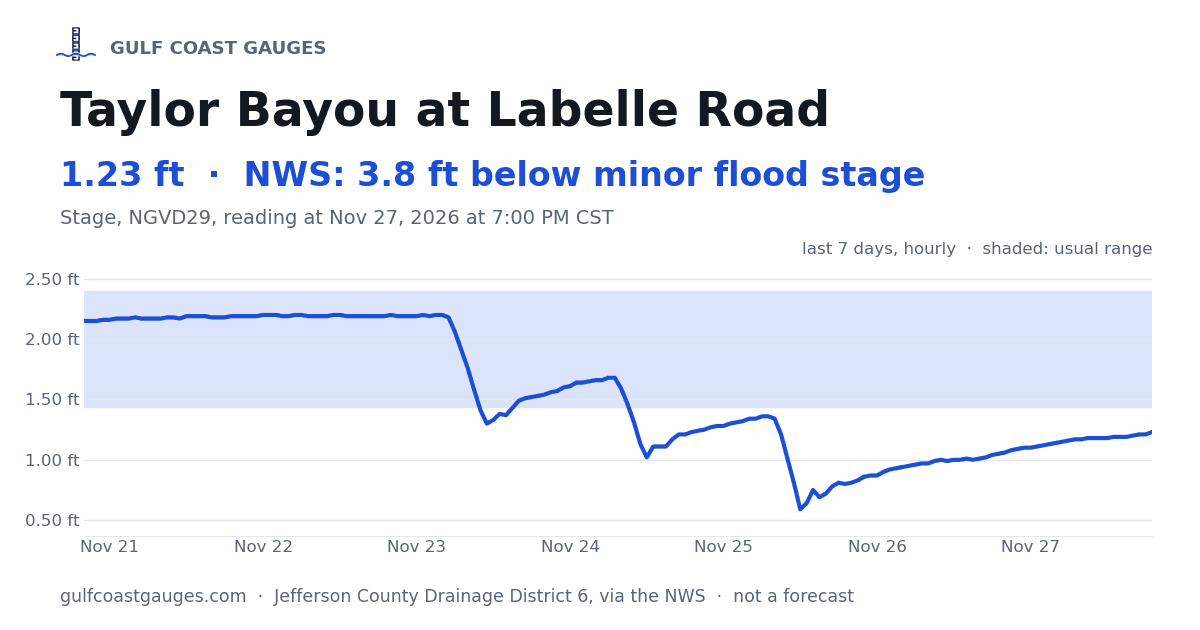 GULF COAST GAUGES
Taylor Bayou at Labelle Road
1.23 ft · NWS: 3.8 ft below minor flood stage
Stage, NGVD29, reading at Nov 27, 2026 at 7:00 PM CST
last 7 days, hourly · shaded: usual range
2.50 ft
2.00 ft
1.50 ft
1.00 ft
0.50 ft
Nov 21 Nov 22 Nov 23 Nov 24 Nov 25 Nov 26 Nov 27
gulfcoastgauges.com · Jefferson County Drainage District 6, via the NWS · not a forecast